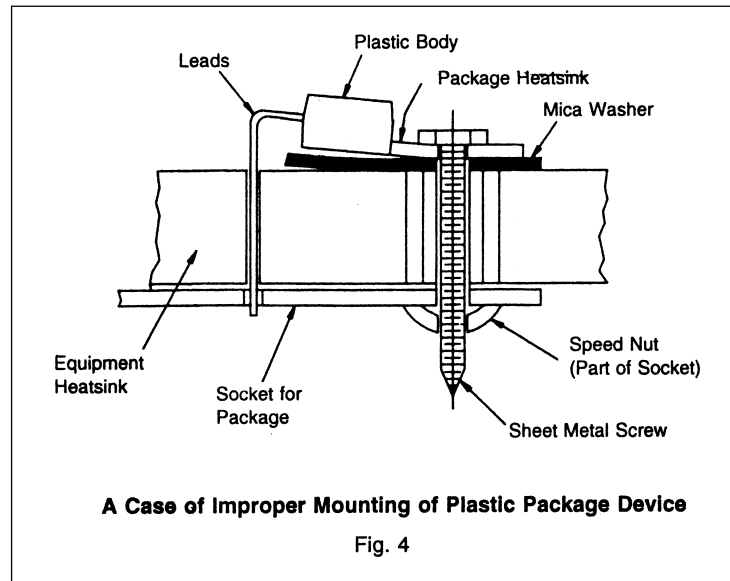 Plastic Body
Leads
Package Heatsink
Mica Washer
Equipment
Heatsink
Socket for
Package
Speed Nut
(Part of Socket)
Sheet Metal Screw
A Case of Improper Mounting of Plastic Package Device
Fig. 4